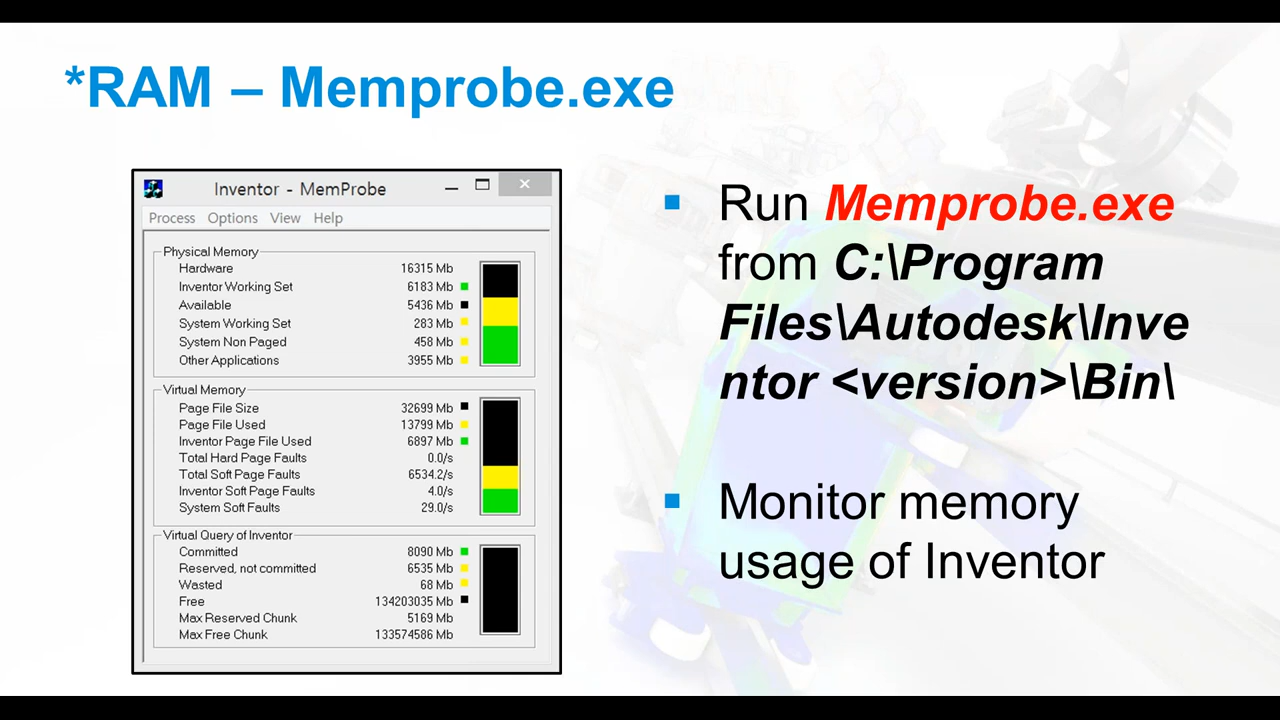 *RAM – Memprobe.exe
Inventor - MemProbe
Process Options View Help
Physical Memory
Hardware 16315 Mb
Inventor Working Set 6183 Mb
Available 5436 Mb
System Working Set 283 Mb
System Non Paged 458 Mb
Other Applications 3955 Mb
Virtual Memory
Page File Size 32699 Mb
Page File Used 13799 Mb
Inventor Page File Used 6897 Mb
Total Hard Page Faults 0.0/s
Total Soft Page Faults 6534.2/s
Inventor Soft Page Faults 4.0/s
System Soft Faults 29.0/s
Virtual Query of Inventor
Committed 8090 Mb
Reserved, not committed 6535 Mb
Wasted 68 Mb
Free 134203035 Mb
Max Reserved Chunk 5169 Mb
Max Free Chunk 133574586 Mb
▪ Run Memprobe.exe
from C:\Program
Files\Autodesk\Inve
ntor <version>\Bin\
▪ Monitor memory
usage of Inventor